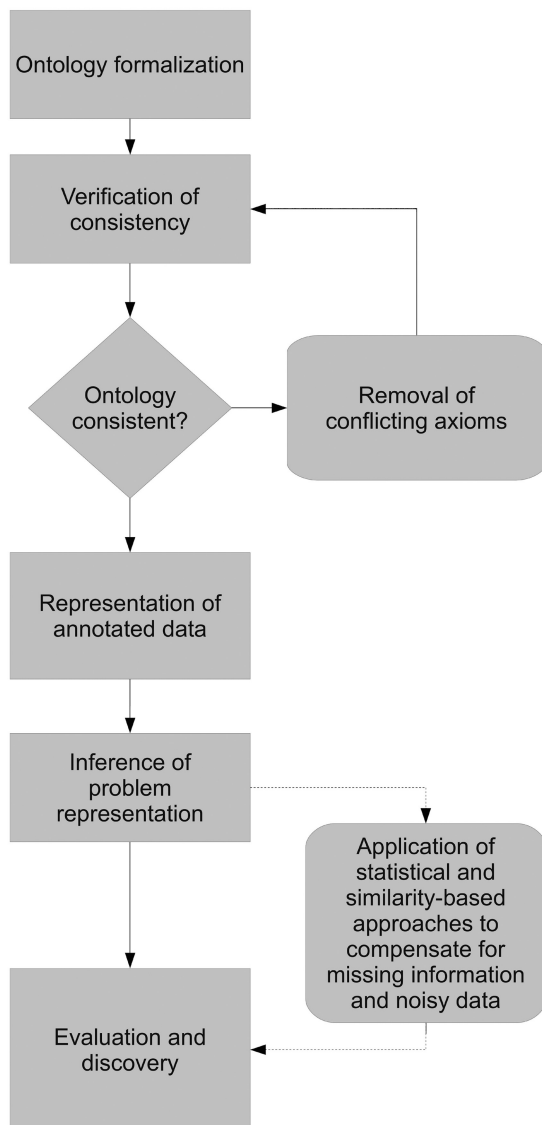 Ontology formalization
Verification of
consistency
Ontology
consistent?
Removal of
conflicting axioms
Representation of
annotated data
Inference of
problem
representation
Application of
statistical and
similarity-based
approaches to
compensate for
missing information
and noisy data
Evaluation and
discovery